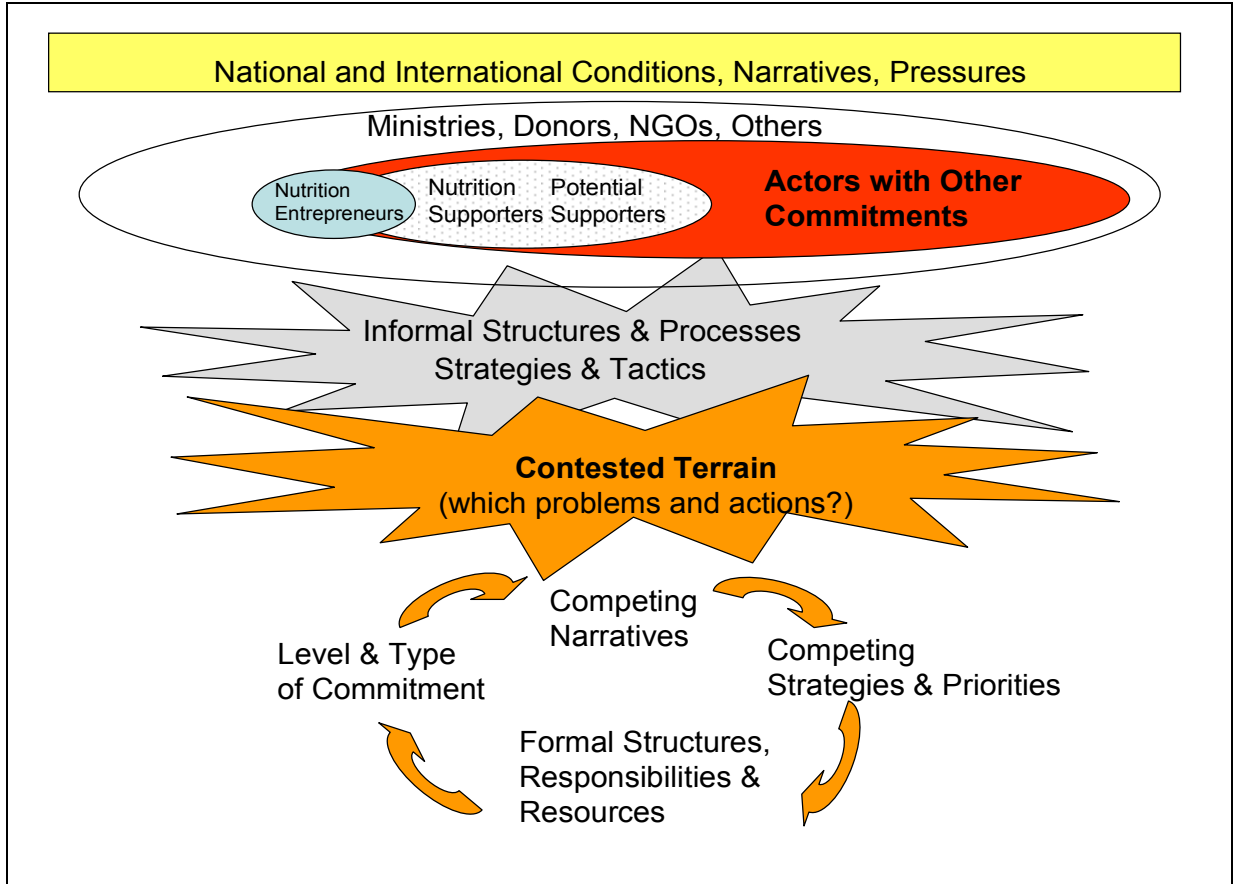 National and International Conditions, Narratives, Pressures
Ministries, Donors, NGOs, Others
Nutrition
Entrepreneurs
Nutrition
Supporters
Potential
Supporters
Actors with Other
Commitments
Informal Structures & Processes
Strategies & Tactics
Contested Terrain
(which problems and actions?)
Competing
Narratives
Competing
Strategies & Priorities
Formal Structures,
Responsibilities &
Resources
Level & Type
of Commitment